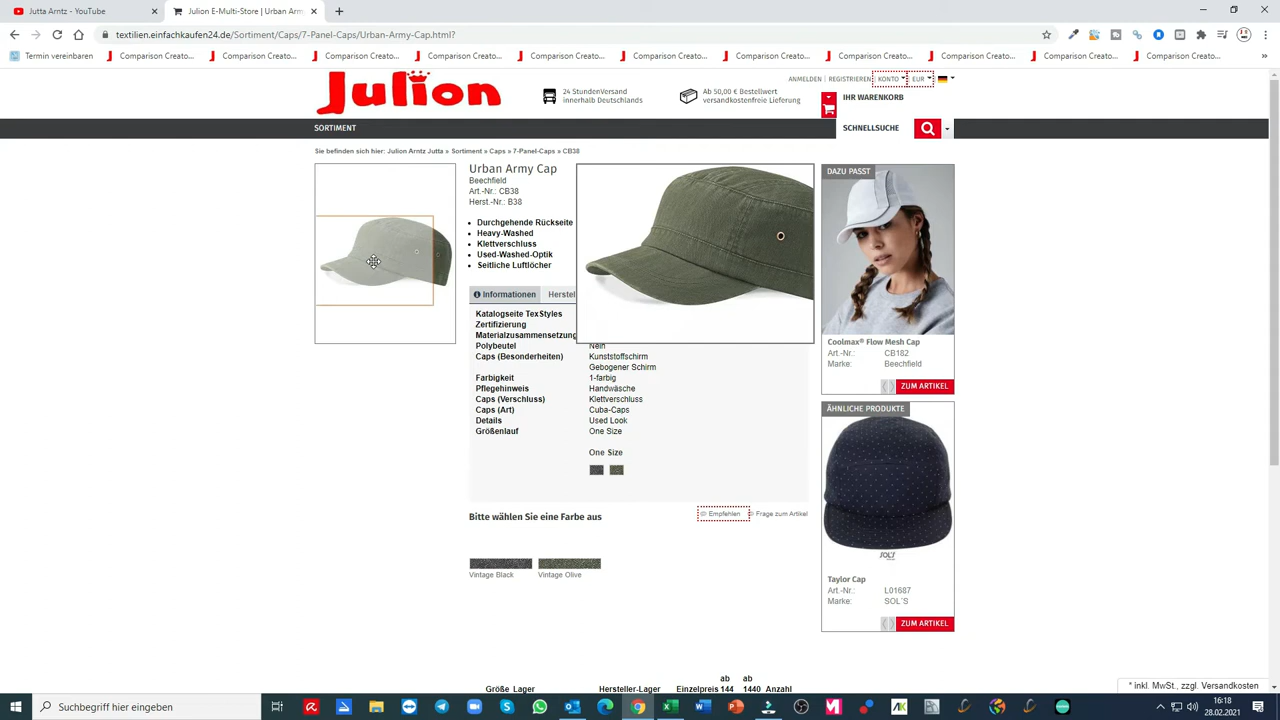 Jutta Arntz - YouTube
Julion J-Multi-Store | Urban Arm
textilien.einfachkaufen24.de/Sortiment/Caps/7-Panel-Caps/Urban-Army-Cap.html?
Termin vereinbaren
Comparison Creato...
Comparison Creato...
Comparison Creato...
Comparison Creato...
Comparison Creato...
Comparison Creato...
Comparison Creato...
Comparison Creato...
Comparison Creato...
Comparison Creato...
Comparison Creato...
Julion
24 StundenVersand
innerhalb Deutschlands
Ab 50,00 € Bestellwert
versandkostenfreie Lieferung
ANMELDEN | REGISTRIEREN KONTO EUR
IHR WARENKORB
SORTIMENT
SCHNELLSUCHE
Sie befinden sich hier: Julion Arntz Jutta » Sortiment » Caps » 7-Panel-Caps » CB38
Urban Army Cap
Beechfield
Art.-Nr.: CB38
Herst.-Nr.: B38
Durchgehende Rückseite
Heavy-Washed
Klettverschluss
Used-Washed-Optik
Seitliche Luftlöcher
Informationen
Herstel
Katalogseite TexStyles
Zertifizierung
Materialzusammensetzung
Polybeutel Nein
Caps (Besonderheiten) Kunststoffschirm
Gebogener Schirm
Farbigkeit 1-farbig
Pflegehinweis Handwäsche
Caps (Verschluss) Klettverschluss
Caps (Art) Cuba-Caps
Details Used Look
Größenlauf One Size
One Size
Bitte wählen Sie eine Farbe aus
Empfehlen
Frage zum Artikel
Vintage Black
Vintage Olive
DAZU PASST
Coolmax® Flow Mesh Cap
Art.-Nr.: CB182
Marke: Beechfield
ZUM ARTIKEL
ÄHNLICHE PRODUKTE
SOL'S
Taylor Cap
Art.-Nr.: L01687
Marke: SOL´S
ZUM ARTIKEL
ab ab
Größe Lager Hersteller-Lager Einzelpreis 144 1440 Anzahl
* inkl. MwSt., zzgl. Versandkosten
Suchbegriff hier eingeben
16:18
28.02.2021